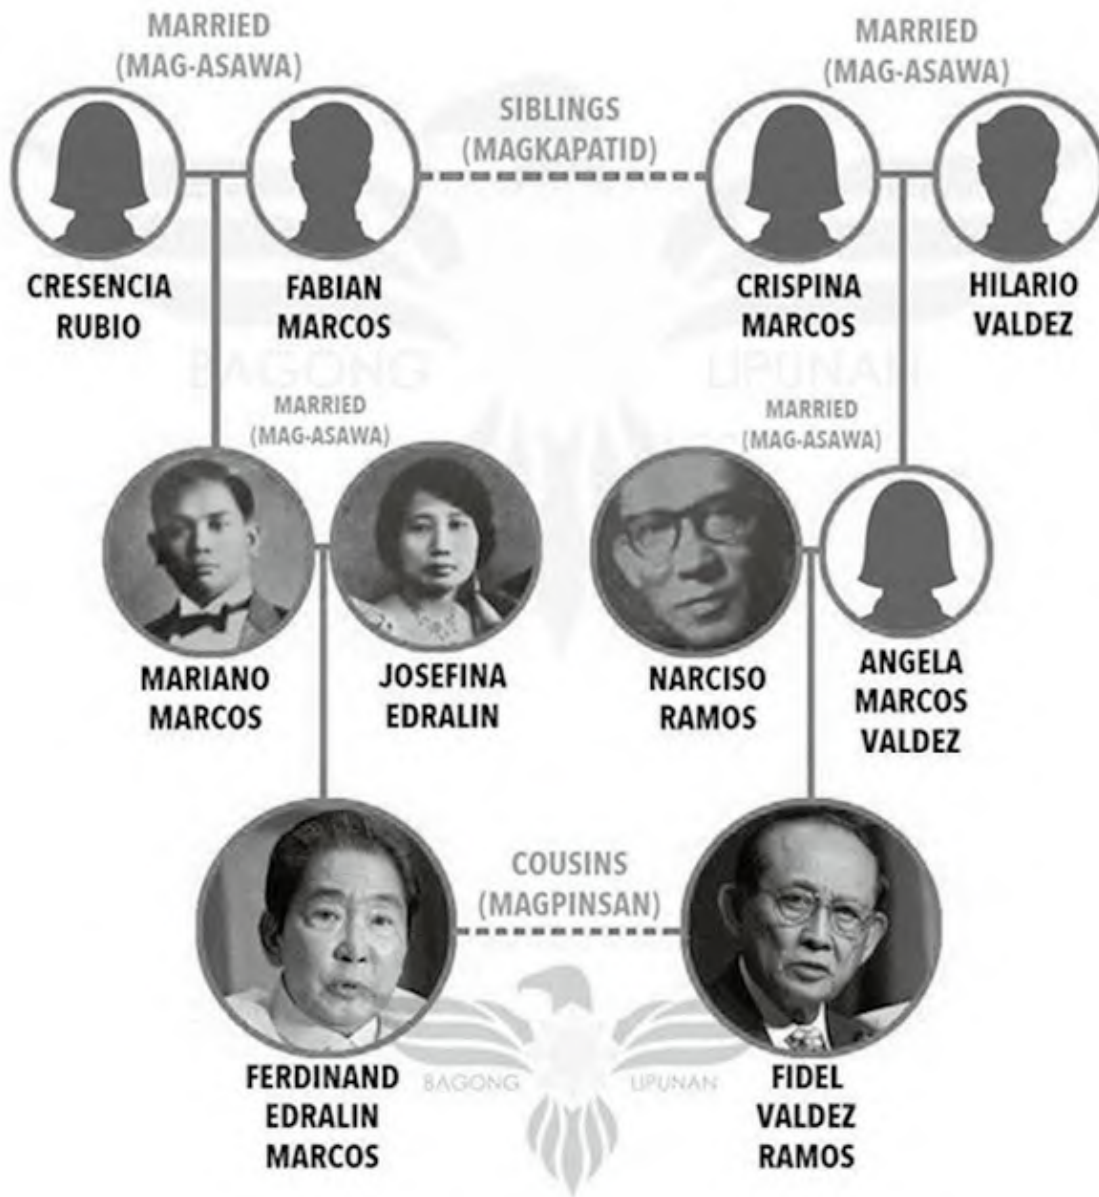 MARRIED
(MAG-ASAWA)
MARRIED
(MAG-ASAWA)
SIBLINGS
(MAGKAPATID)
CRESENCIA
RUBIO
FABIAN
MARCOS
CRISPINA
MARCOS
HILARIO
VALDEZ
BAGONG LIPUNAN
MARRIED
(MAG-ASAWA)
MARRIED
(MAG-ASAWA)
MARIANO
MARCOS
JOSEFINA
EDRALIN
NARCISO
RAMOS
ANGELA
MARCOS
VALDEZ
COUSINS
(MAGPINSAN)
FERDINAND
EDRALIN
MARCOS
BAGONG LIPUNAN
FIDEL
VALDEZ
RAMOS